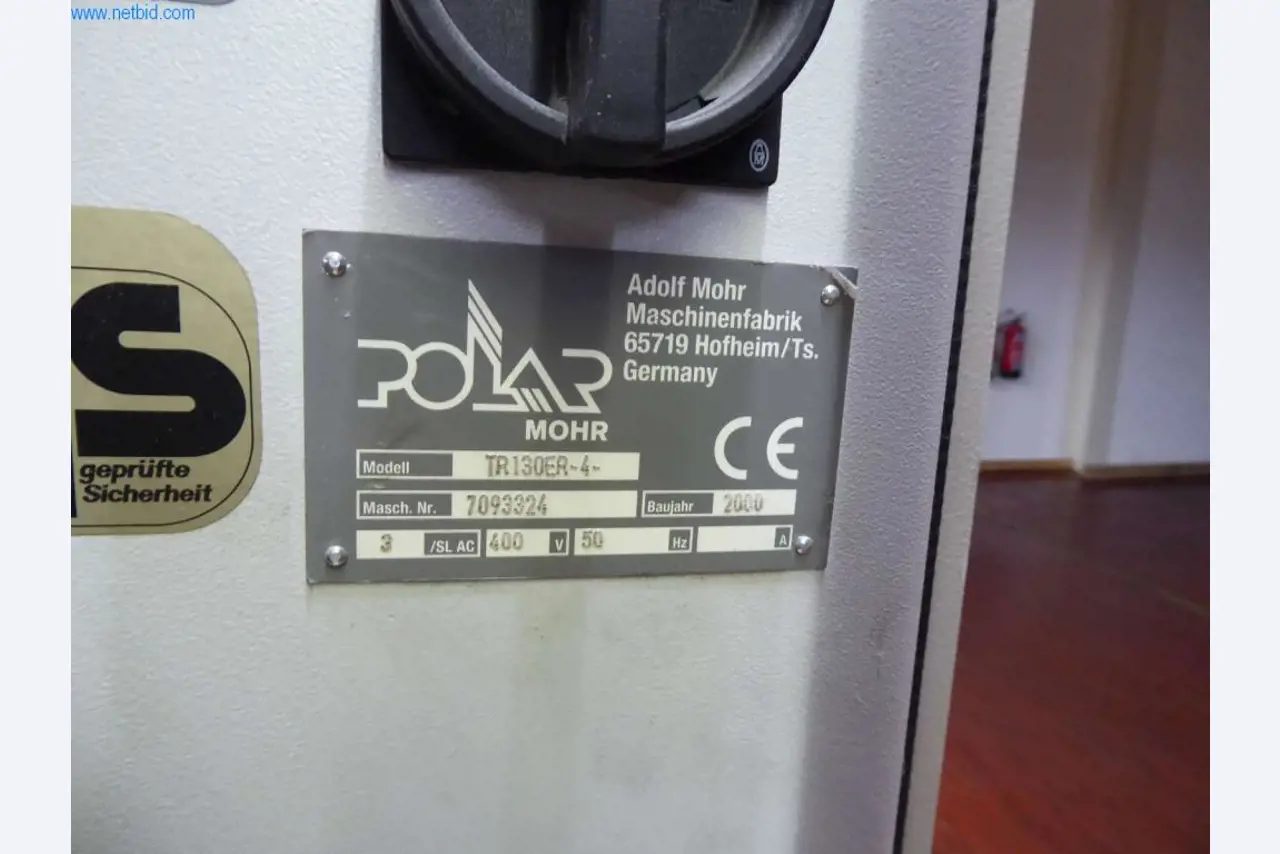 www.netbid.com
S
geprüfte
Sicherheit
Adolf Mohr
Maschinenfabrik
65719 Hofheim/Ts.
Germany
POLAR
MOHR
CE
Modell TR130ER-4-
Masch. Nr. 7093324 Baujahr 2000
3 /SL AC 400 V 50 Hz A